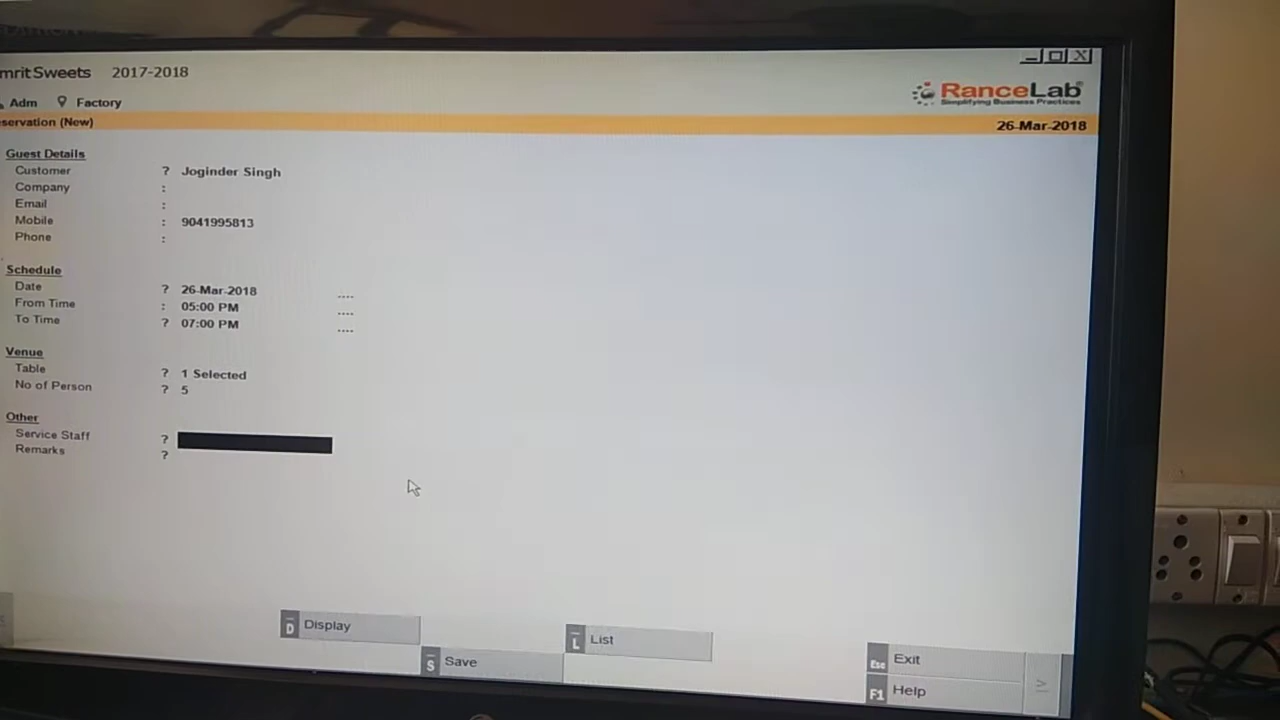 mrit Sweets 2017-2018
RanceLab
Simplifying Business Practices
Adm Factory
servation (New) 26-Mar-2018
Guest Details
Customer ? Joginder Singh
Company :
Email :
Mobile : 9041995813
Phone :
Schedule
Date ? 26-Mar-2018 ....
From Time : 05:00 PM ....
To Time ? 07:00 PM ....
Venue
Table ? 1 Selected
No of Person ? 5
Other
Service Staff ?
Remarks ?
D Display
L List
S Save
Esc Exit
F1 Help
>